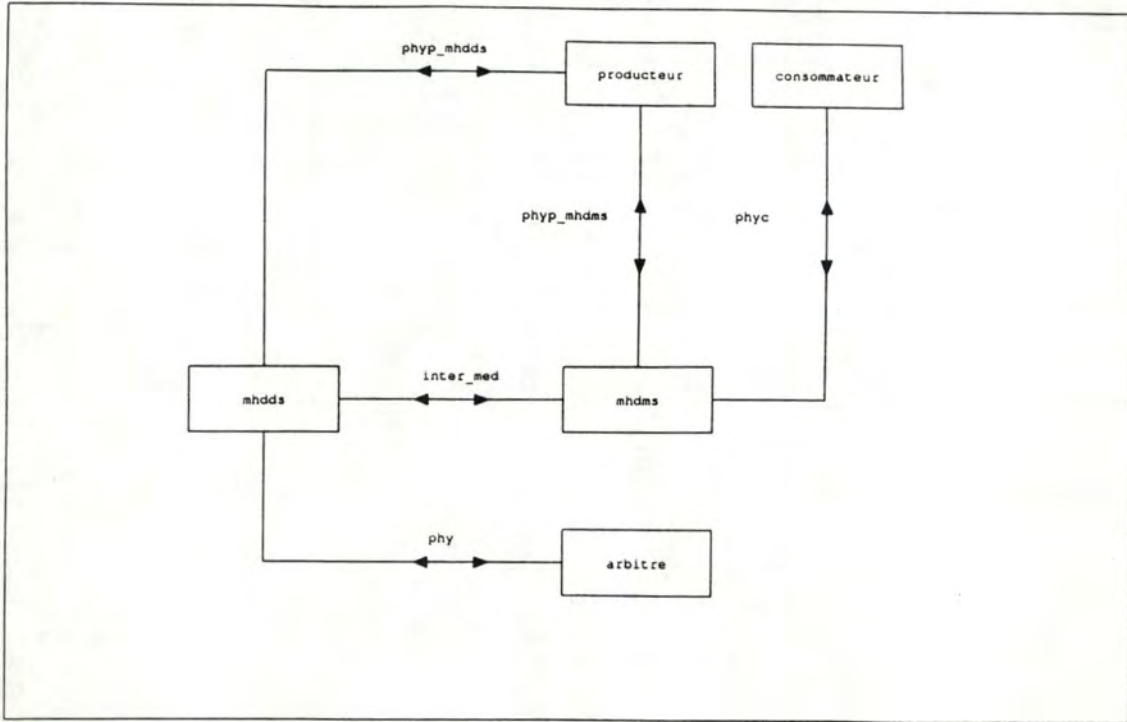 phyp_mhdds
producteur
consommateur
phyp_mhdms
phyc
inter_med
mhdds
mhdms
phy
arbitre